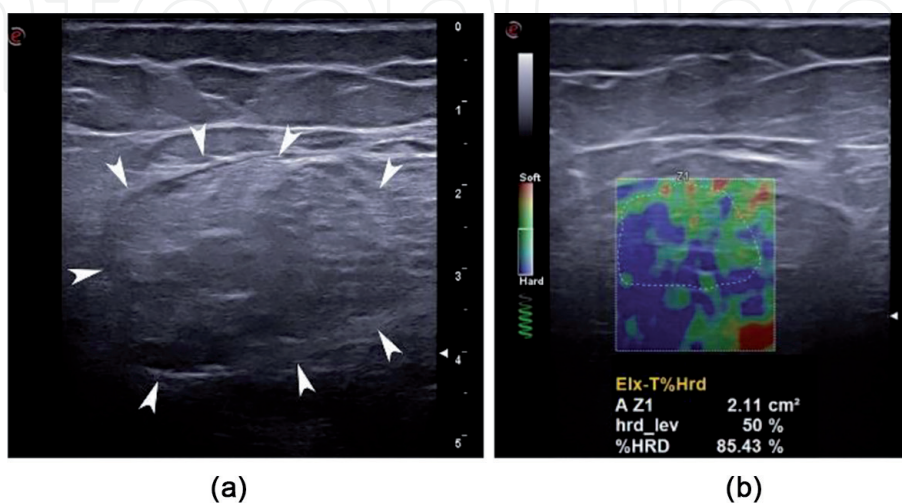 0
1
2
3
4
5
(a)
Z1
Soft
Hard
Elx-T%Hrd
A Z1 2.11 cm²
hrd_lev 50 %
%HRD 85.43 %
(b)